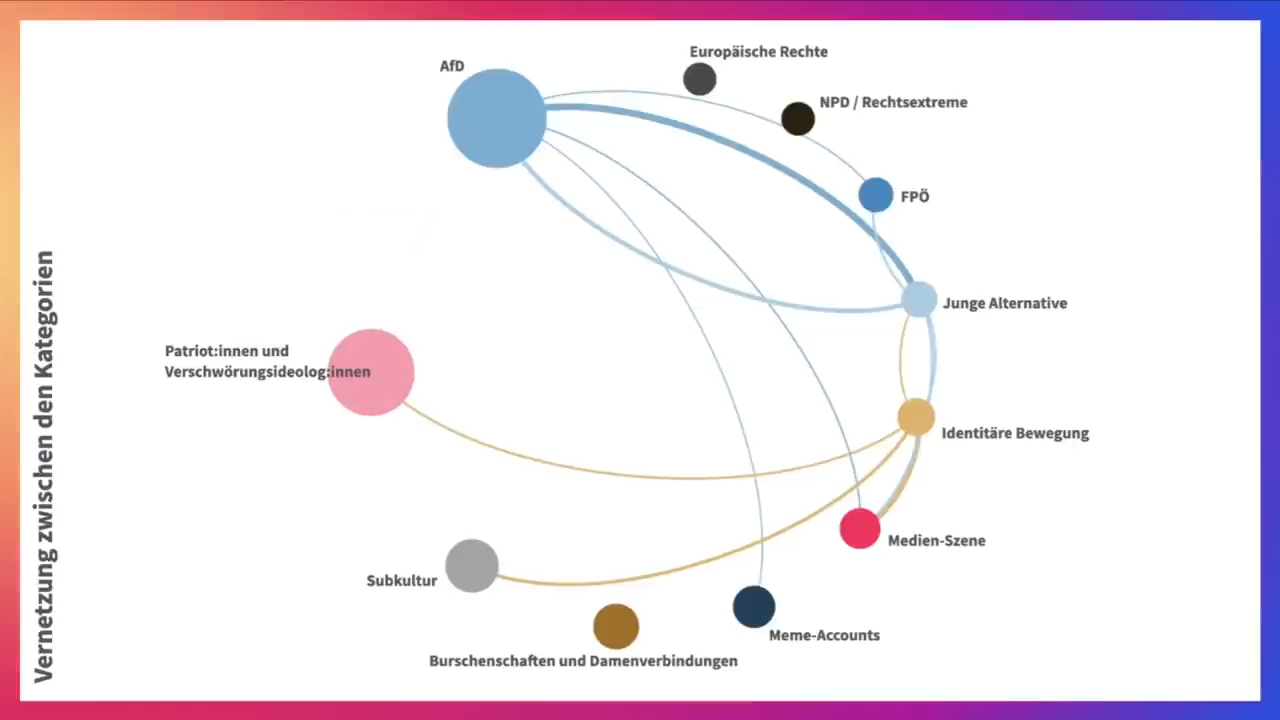 Vernetzung zwischen den Kategorien
Europäische Rechte
AfD
NPD / Rechtsextreme
FPÖ
Junge Alternative
Patriot:innen und
Verschwörungsideolog:innen
Identitäre Bewegung
Medien-Szene
Subkultur
Meme-Accounts
Burschenschaften und Damenverbindungen